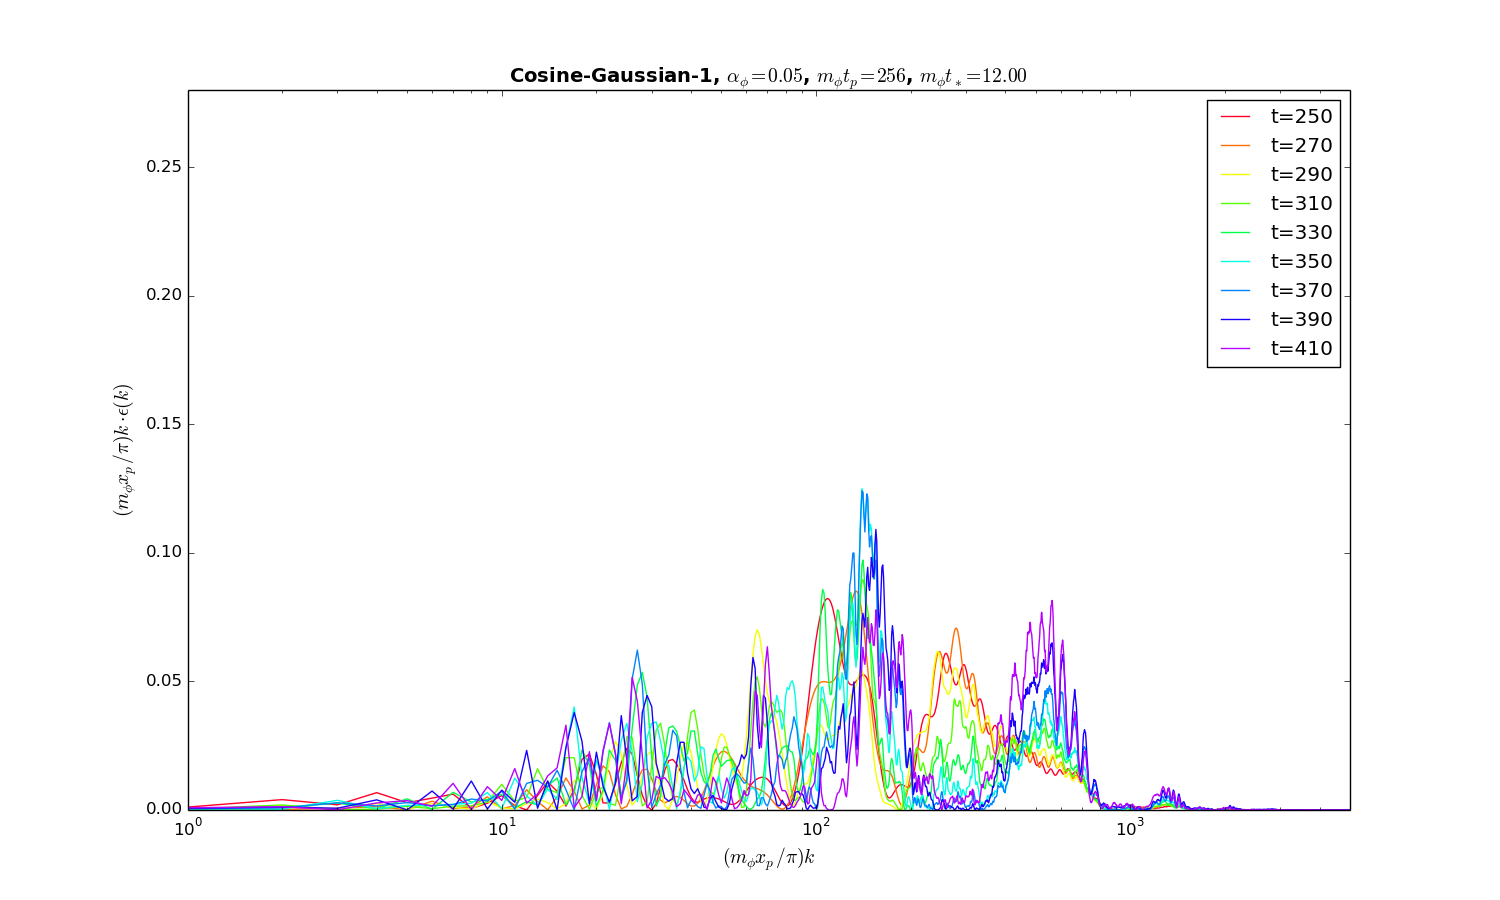 Cosine-Gaussian-1, α_ϕ=0.05, m_ϕt_p=256, m_ϕt_*=12.00
0.25
0.20
0.15
0.10
0.05
0.00
(m_ϕx_p/π)k·ϵ(k)
t=250
t=270
t=290
t=310
t=330
t=350
t=370
t=390
t=410
10^0 10^1 10^2 10^3
(m_ϕx_p/π)k